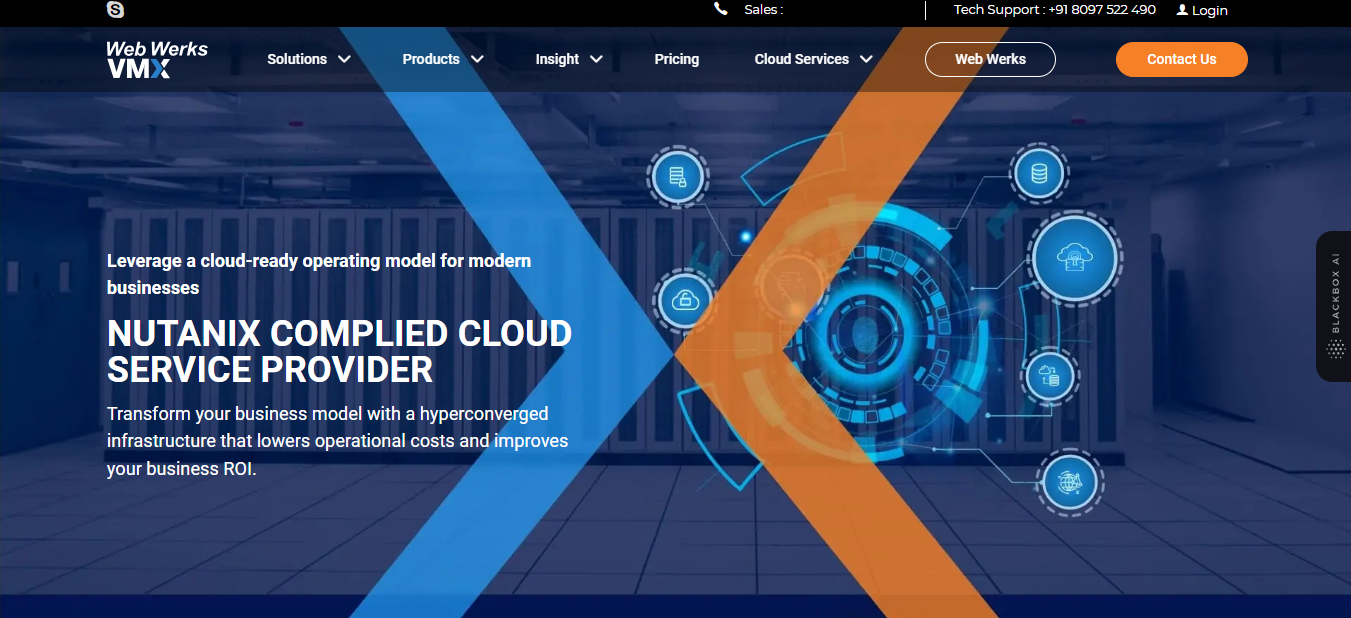 S
Sales :
Tech Support : +91 8097 522 490
Login
Web Werks
VMX
Solutions
Products
Insight
Pricing
Cloud Services
Web Werks
Contact Us
Leverage a cloud-ready operating model for modern
businesses
NUTANIX COMPLIED CLOUD
SERVICE PROVIDER
Transform your business model with a hyperconverged
infrastructure that lowers operational costs and improves
your business ROI.
BLACKBOX AI